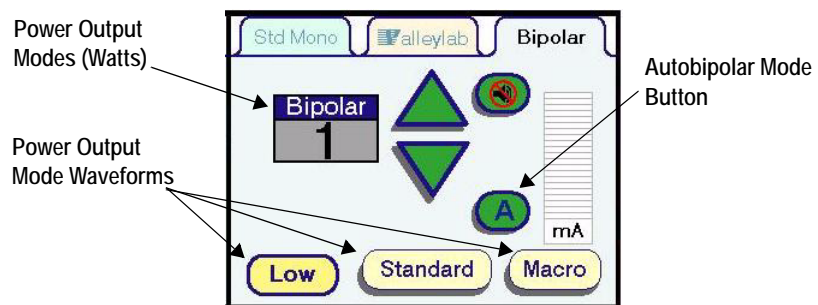 Power Output
Modes (Watts)
Power Output
Mode Waveforms
Std Mono
Valleylab
Bipolar
Bipolar
1
A
mA
Low
Standard
Macro
Autobipolar Mode
Button